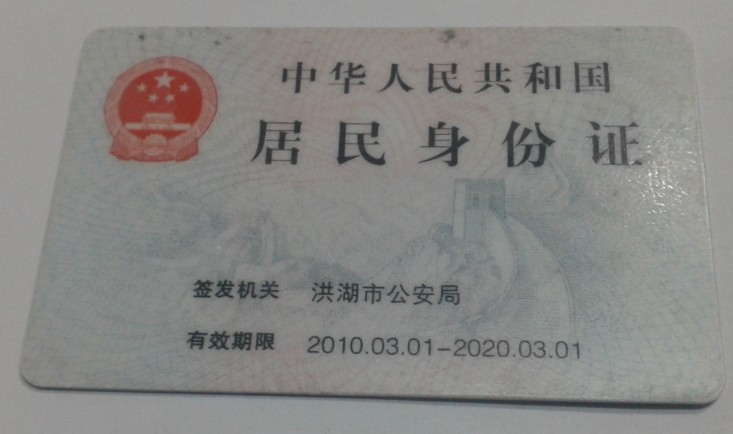 中华人民共和国
居民身份证
签发机关 洪湖市公安局
有效期限 2010.03.01-2020.03.01